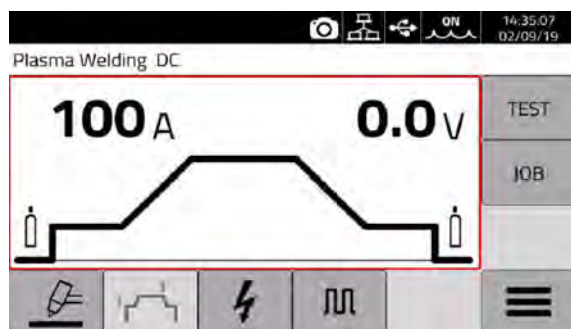 ON
14:35:07
02/09/19
Plasma Welding DC
100 A
0.0 V
TEST
JOB